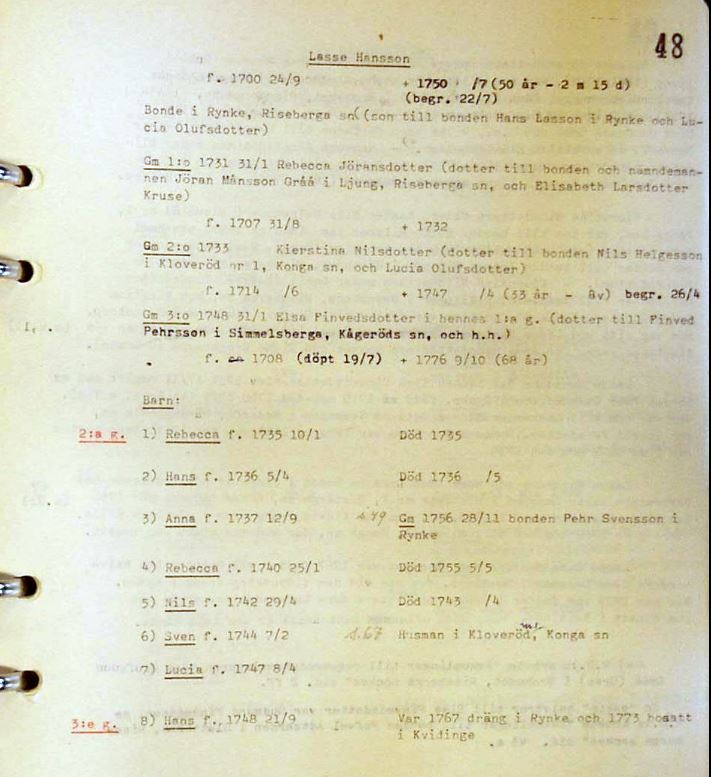 48
Lasse Hansson
f. 1700 24/9 + 1750 /7 (50 år - 2 m 15 d)
(begr. 22/7)
Bonde i Rynke, Riseberga sn (son till bonden Hans Lasson i Rynke och Lu-
cia Olufsdotter)
Gm 1:o 1731 31/1 Rebecca Jöransdotter (dotter till bonden och nämndeman-
nen Jöran Månsson Gråå i Ljung, Riseberga sn, och Elisabeth Larsdotter
Kruse)
f. 1707 31/8 + 1732
Gm 2:o 1733 Kierstina Nilsdotter (dotter till bonden Nils Helgesson
i Kloveröd nr 1, Konga sn, och Lucia Olufsdotter)
f. 1714 /6 + 1747 /4 (33 år - åv) begr. 26/4
Gm 3:o 1748 31/1 Elsa Finvedsdotter i hennes 1:a g. (dotter till Finved
Pehrsson i Simmelsberga, Kågeröds sn, och h.h.)
f. ca 1708 (döpt 19/7) + 1776 9/10 (68 år)
Barn:
2:a g. 1) Rebecca f. 1735 10/1 Död 1735
2) Hans f. 1736 5/4 Död 1736 /5
3) Anna f. 1737 12/9 s.49 Gm 1756 28/11 bonden Pehr Svensson i
Rynke
4) Rebecca f. 1740 25/1 Död 1755 5/5
5) Nils f. 1742 29/4 Död 1743 /4
6) Sven f. 1744 7/2 s.67 Husman i Kloveröd, Konga sn
7) Lucia f. 1747 8/4
3:e g. 8) Hans f. 1748 21/9 Var 1767 dräng i Rynke och 1773 bosatt
i Kvidinge